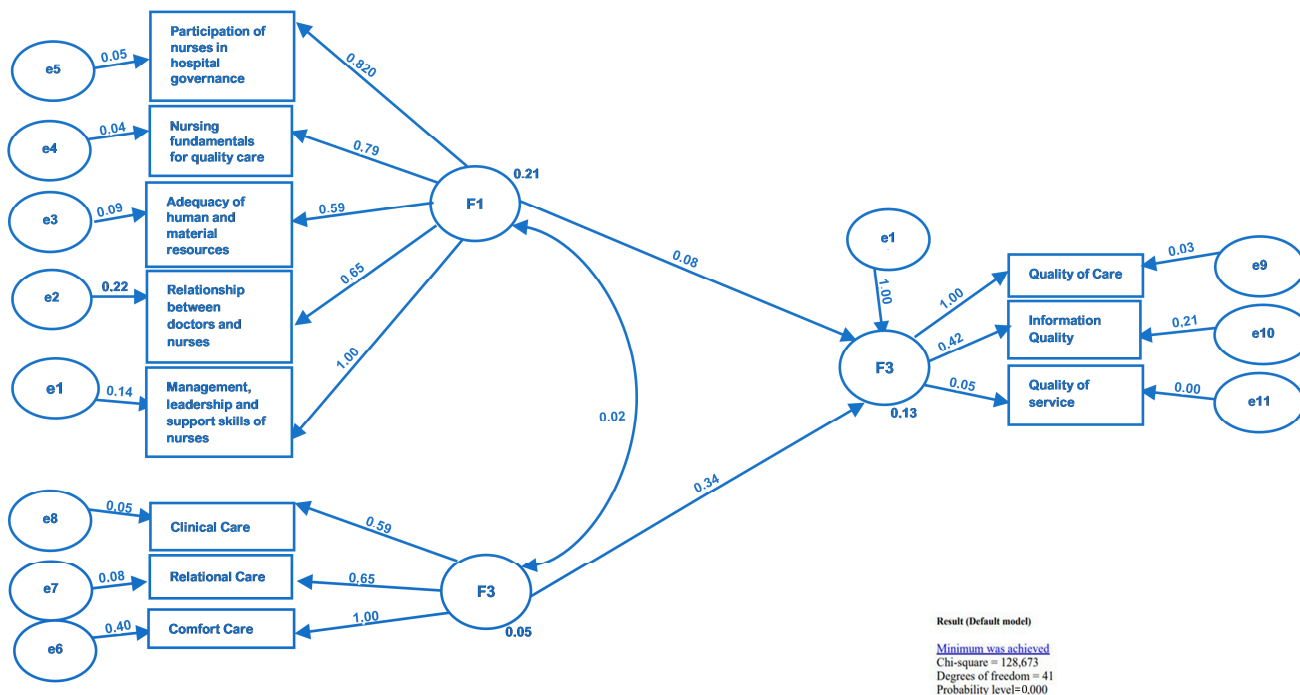 Participation of
nurses in
hospital
governance
e5
0.05
0.820
Nursing
fundamentals
for quality care
e4
0.04
0.79
F1
0.21
Adequacy of
human and
material
resources
e3
0.09
0.59
Relationship
between
doctors and
nurses
e2
0.22
0.65
Management,
leadership and
support skills of
nurses
e1
0.14
1.00
0.08
0.02
e1
1.00
F3
0.13
Quality of Care
1.00
0.03
e9
Information
Quality
0.42
0.21
e10
Quality of
service
0.05
0.00
e11
0.34
Clinical Care
e8
0.05
0.59
Relational Care
e7
0.08
0.65
F3
0.05
Comfort Care
e6
0.40
1.00
Result (Default model)
Minimum was achieved
Chi-square = 128,673
Degrees of freedom = 41
Probability level=0,000